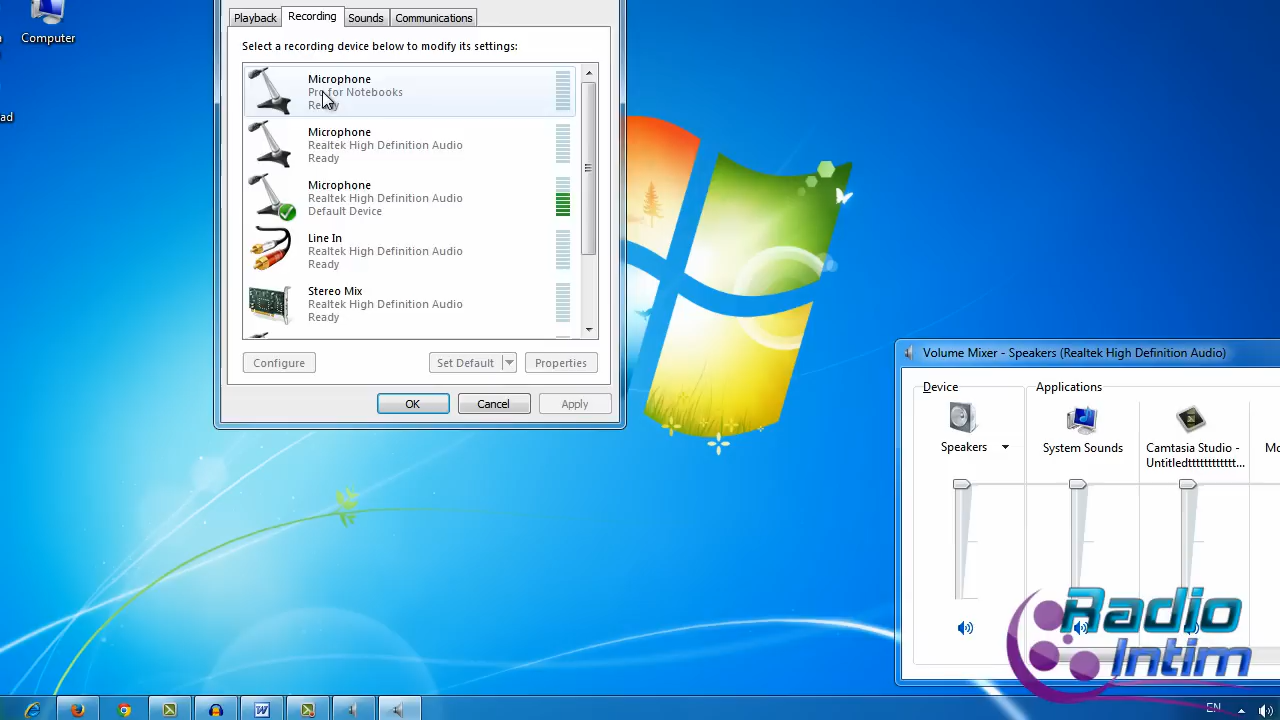 Computer
ad
Playback
Recording
Sounds
Communications
Select a recording device below to modify its settings:
Microphone
for Notebooks
Microphone
Realtek High Definition Audio
Ready
Microphone
Realtek High Definition Audio
Default Device
Line In
Realtek High Definition Audio
Ready
Stereo Mix
Realtek High Definition Audio
Ready
Configure
Set Default
Properties
OK
Cancel
Apply
Volume Mixer - Speakers (Realtek High Definition Audio)
Device
Applications
Speakers
System Sounds
Camtasia Studio -
Untitledttttttttttt...
Mo
Radio
Intim
EN